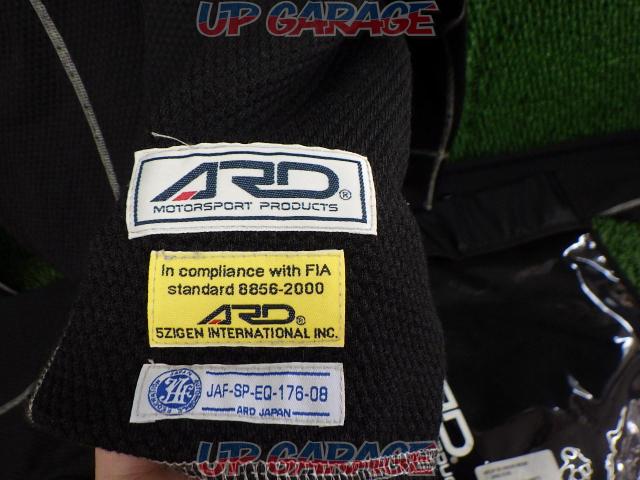 UP GARAGE
ARD®
MOTORSPORT PRODUCTS
In compliance with FIA
standard 8856-2000
ARD®
5ZIGEN INTERNATIONAL INC.
JAF-SP-EQ-176-08
ARD JAPAN
UP GARAGE